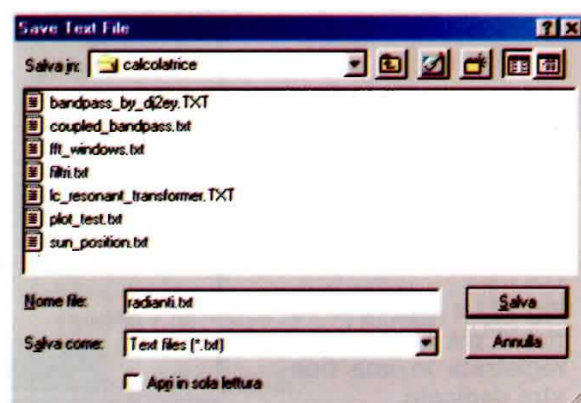 Save Text File
Salva in: calcolatrice
bandpass_by_dj2ey.TXT
coupled_bandpass.txt
fft_windows.txt
filtri.txt
lc_resonant_transformer.TXT
plot_test.txt
sun_position.txt
Nome file: radianti.txt Salva
Salva come: Text files (*.txt) Annulla
Apri in sola lettura